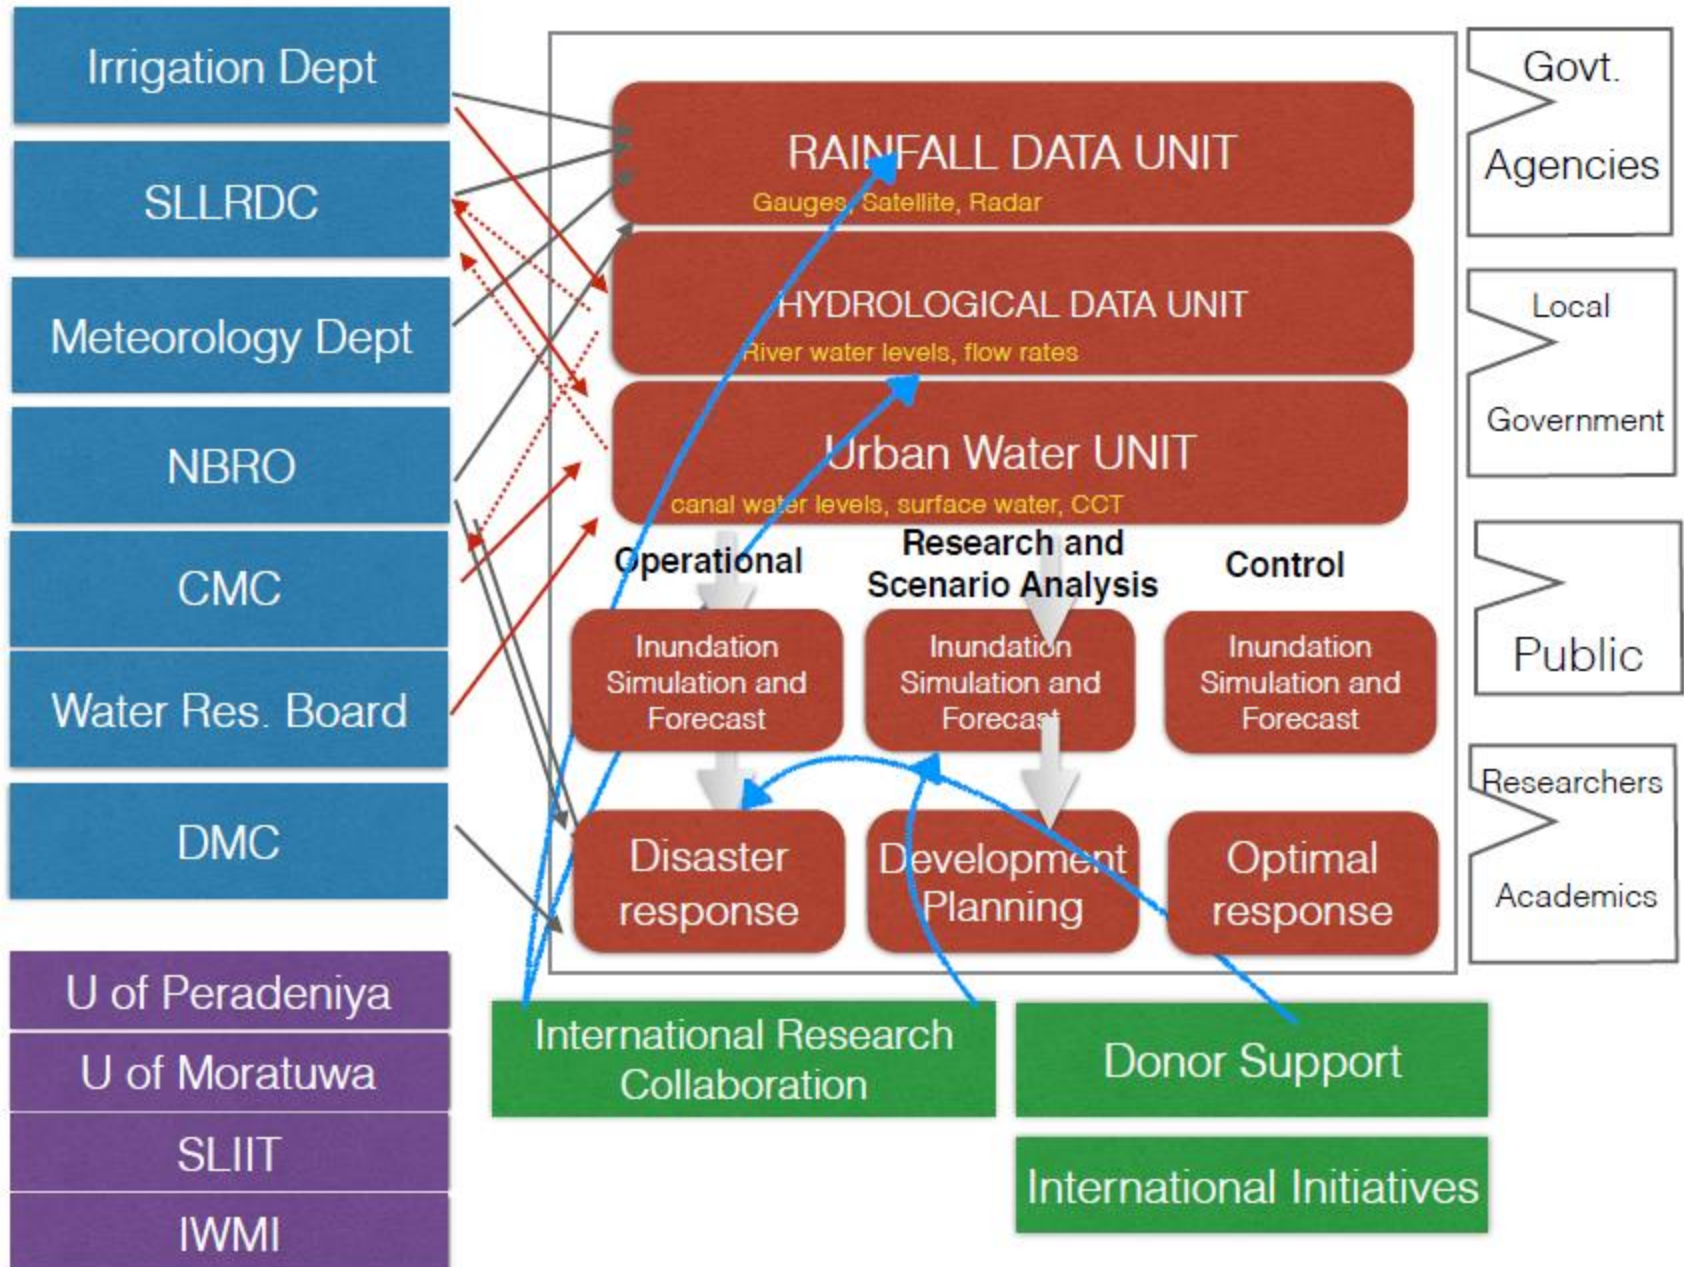 Irrigation Dept
SLLRDC
Meteorology Dept
NBRO
CMC
Water Res. Board
DMC
U of Peradeniya
U of Moratuwa
SLIIT
IWMI
RAINFALL DATA UNIT
Gauges, Satellite, Radar
HYDROLOGICAL DATA UNIT
River water levels, flow rates
Urban Water UNIT
canal water levels, surface water, CCT
Operational
Research and
Scenario Analysis
Control
Inundation
Simulation and
Forecast
Inundation
Simulation and
Forecast
Inundation
Simulation and
Forecast
Disaster
response
Development
Planning
Optimal
response
International Research
Collaboration
Donor Support
International Initiatives
Govt.
Agencies
Local
Government
Public
Researchers
Academics